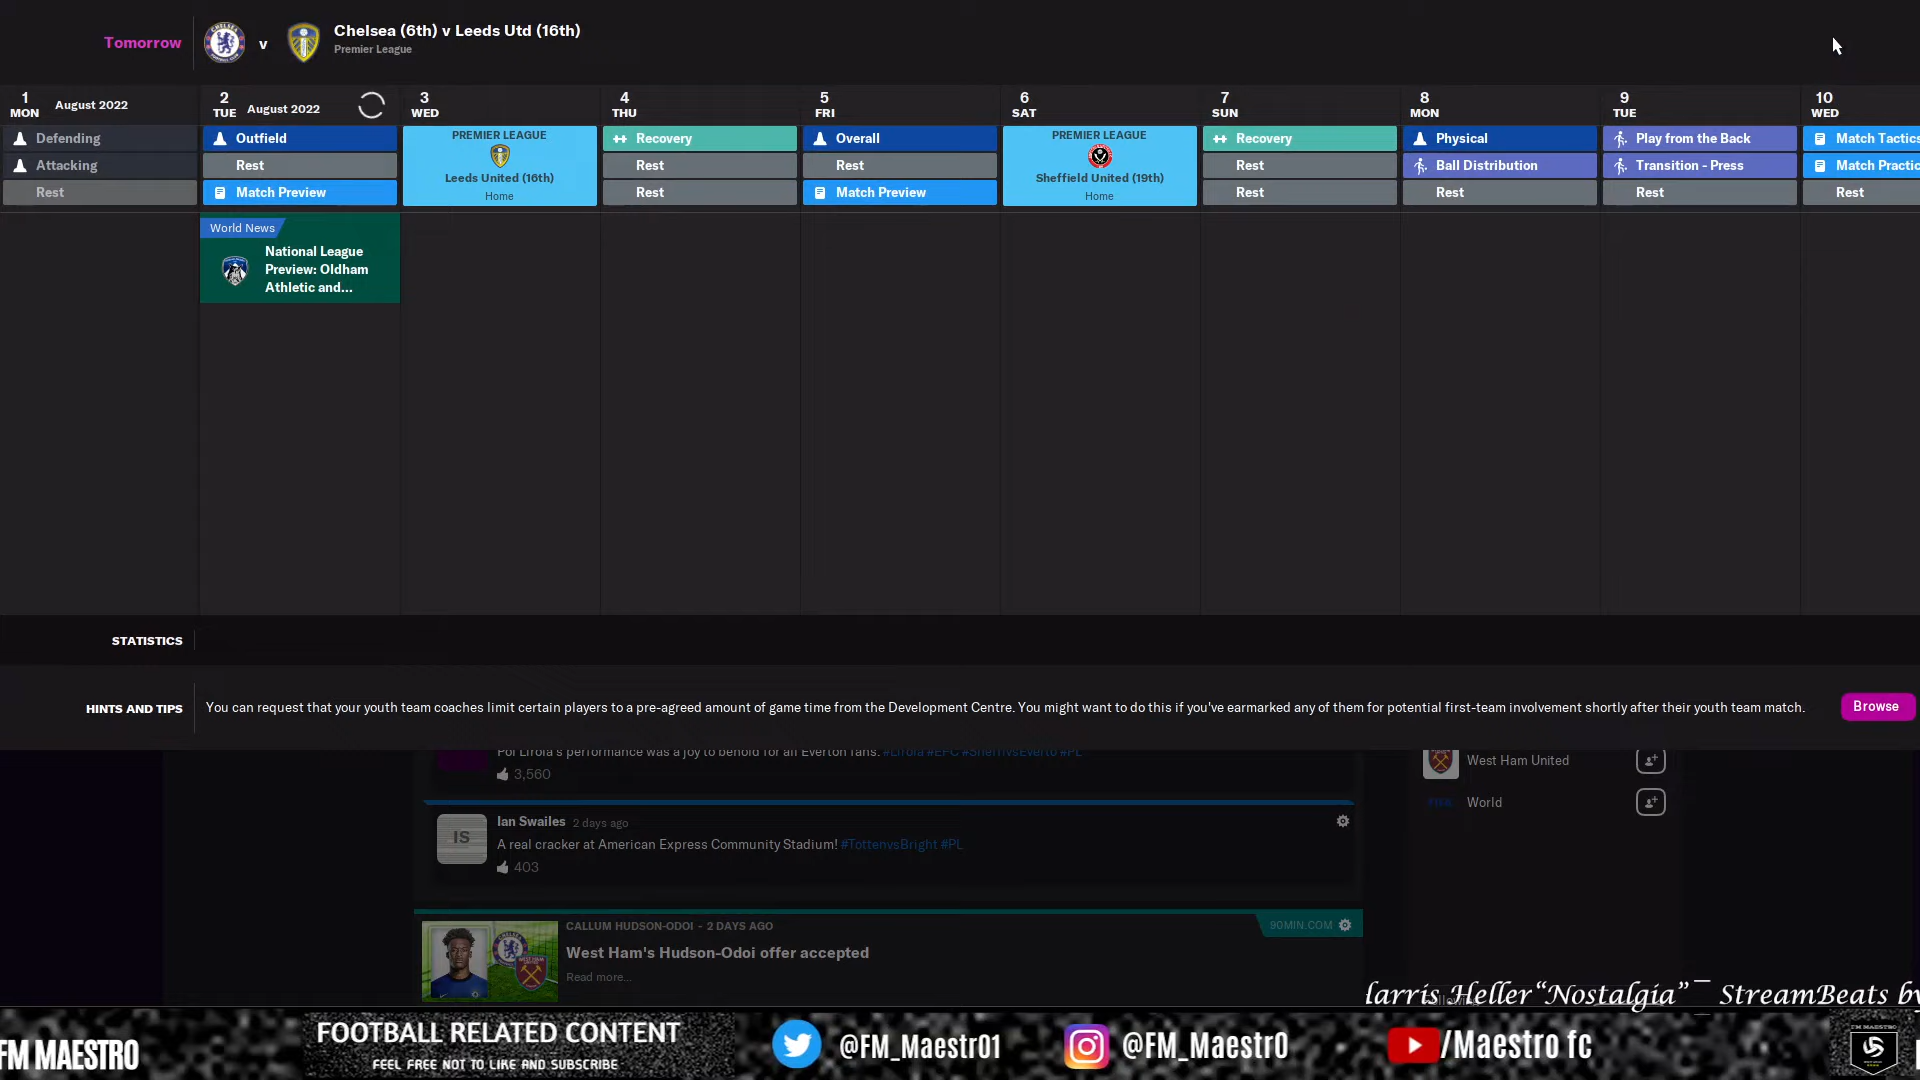 Tomorrow
v
Chelsea (6th) v Leeds Utd (16th)
Premier League
1 MON August 2022
Defending
Attacking
Rest
2 TUE August 2022
Outfield
Rest
Match Preview
World News
National League
Preview: Oldham
Athletic and...
3 WED
PREMIER LEAGUE
Leeds United (16th)
Home
4 THU
Recovery
Rest
Rest
5 FRI
Overall
Rest
Match Preview
6 SAT
PREMIER LEAGUE
Sheffield United (19th)
Home
7 SUN
Recovery
Rest
Rest
8 MON
Physical
Ball Distribution
Rest
9 TUE
Play from the Back
Transition - Press
Rest
10 WED
Match Tactics
Match Practic
Rest
STATISTICS
HINTS AND TIPS
You can request that your youth team coaches limit certain players to a pre-agreed amount of game time from the Development Centre. You might want to do this if you've earmarked any of them for potential first-team involvement shortly after their youth team match.
Browse
Pol Lirola's performance was a joy to behold for all Everton fans. #Lirola #EFC #SheffvsEverto #PL
3,560
West Ham United
World
IS
Ian Swailes 2 days ago
A real cracker at American Express Community Stadium! #TottenvsBright #PL
403
CALLUM HUDSON-ODOI - 2 DAYS AGO
90MIN.COM
West Ham's Hudson-Odoi offer accepted
Read more...
Harris Heller "Nostalgia" - StreamBeats by
FM MAESTRO
FOOTBALL RELATED CONTENT
FEEL FREE NOT TO LIKE AND SUBSCRIBE
@FM_Maestr01
@FM_Maestr0
/Maestro fc
FM MAESTRO